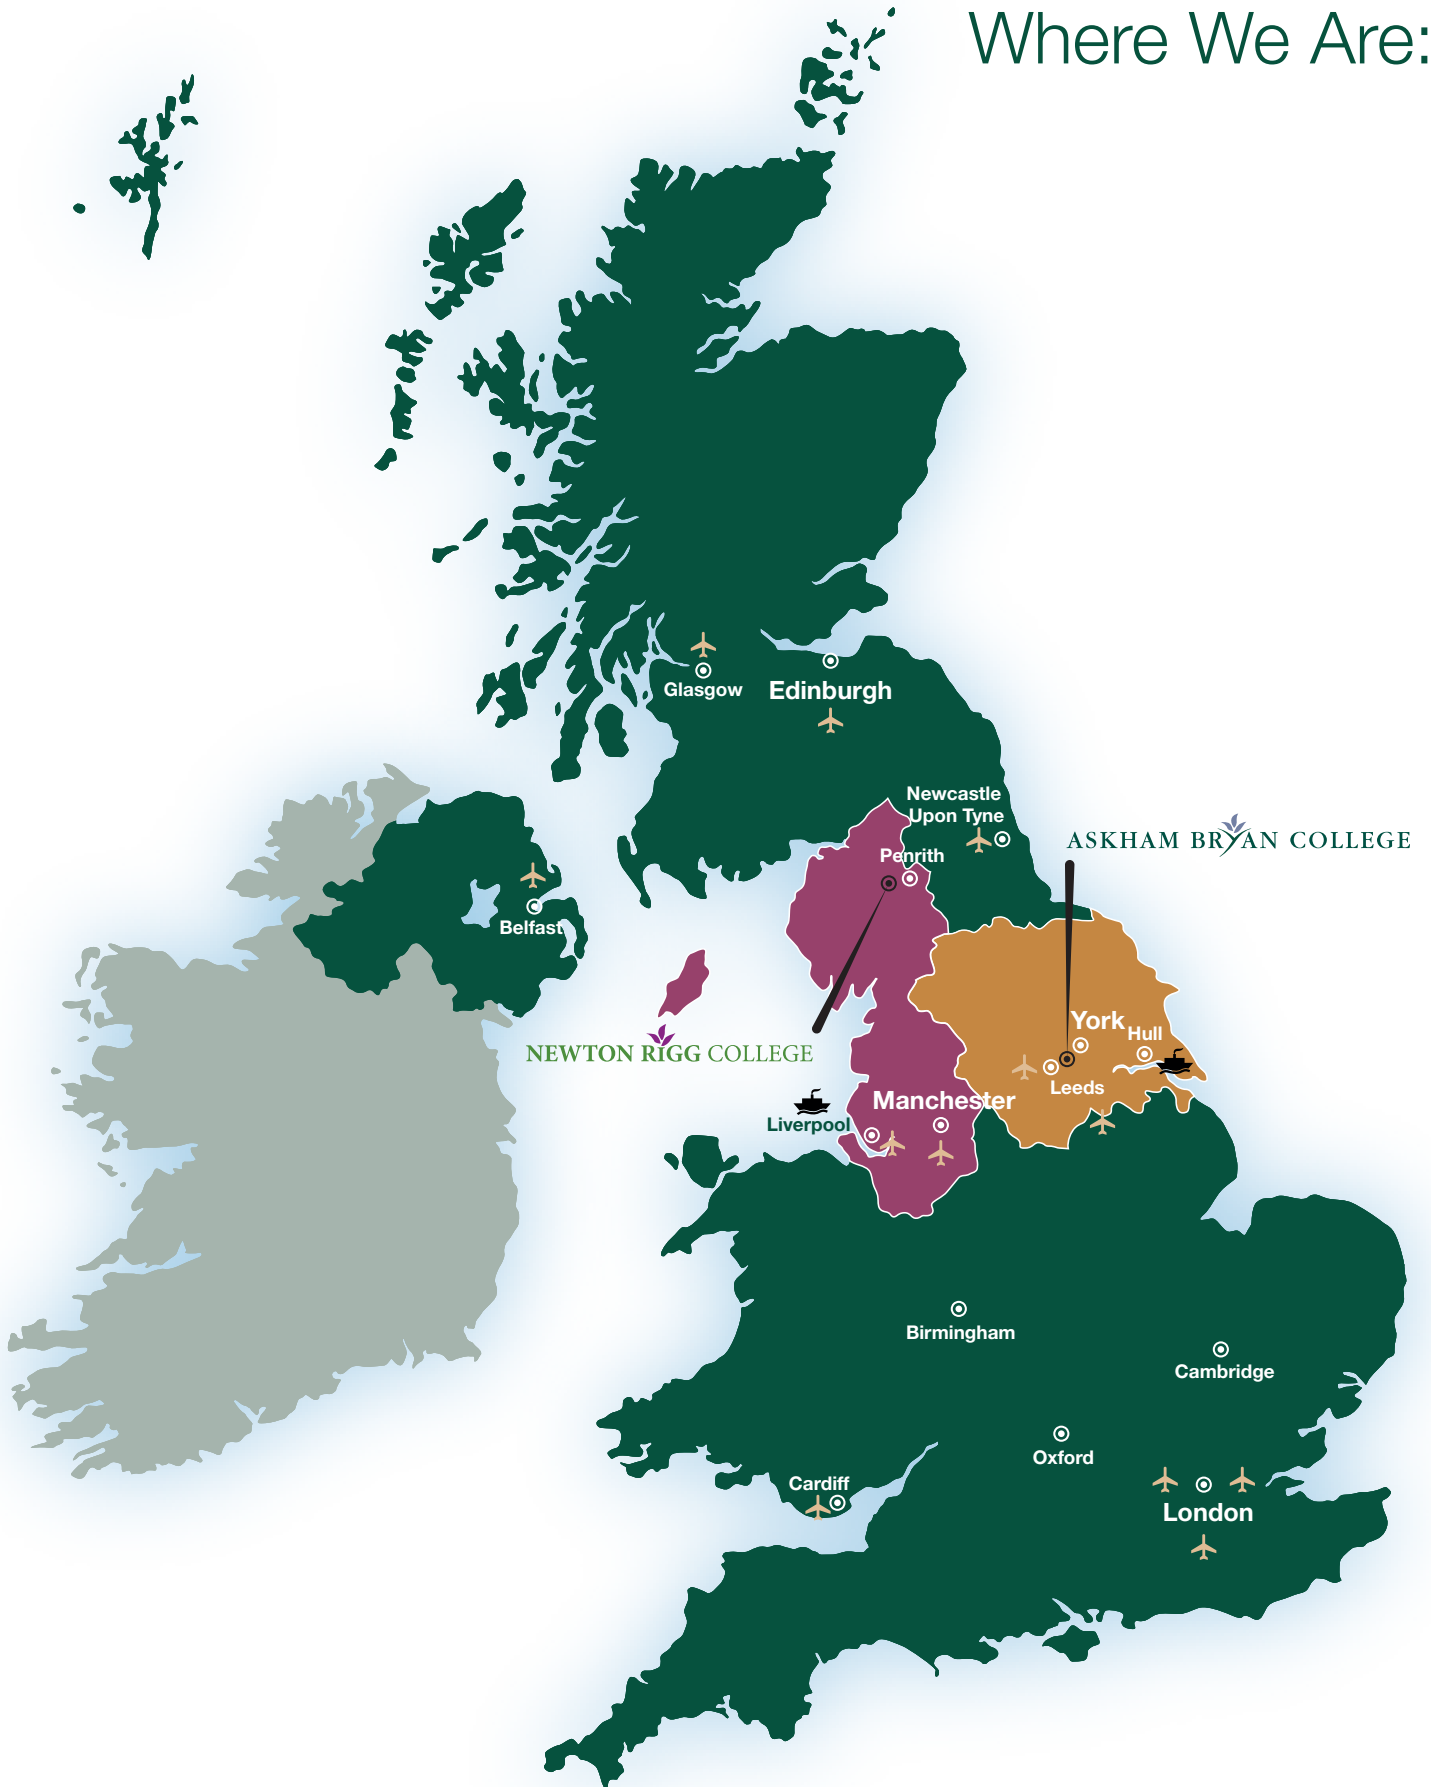 Where We Are:
Glasgow
Edinburgh
Newclastle
Upon Tyne
ASKHAM BRYAN COLLEGE
Penrith
Belfast
York
Hull
NEWTON RIGG COLLEGE
Leeds
Manchester
Liverpool
Birmingham
Cambridge
Oxford
Cardiff
London